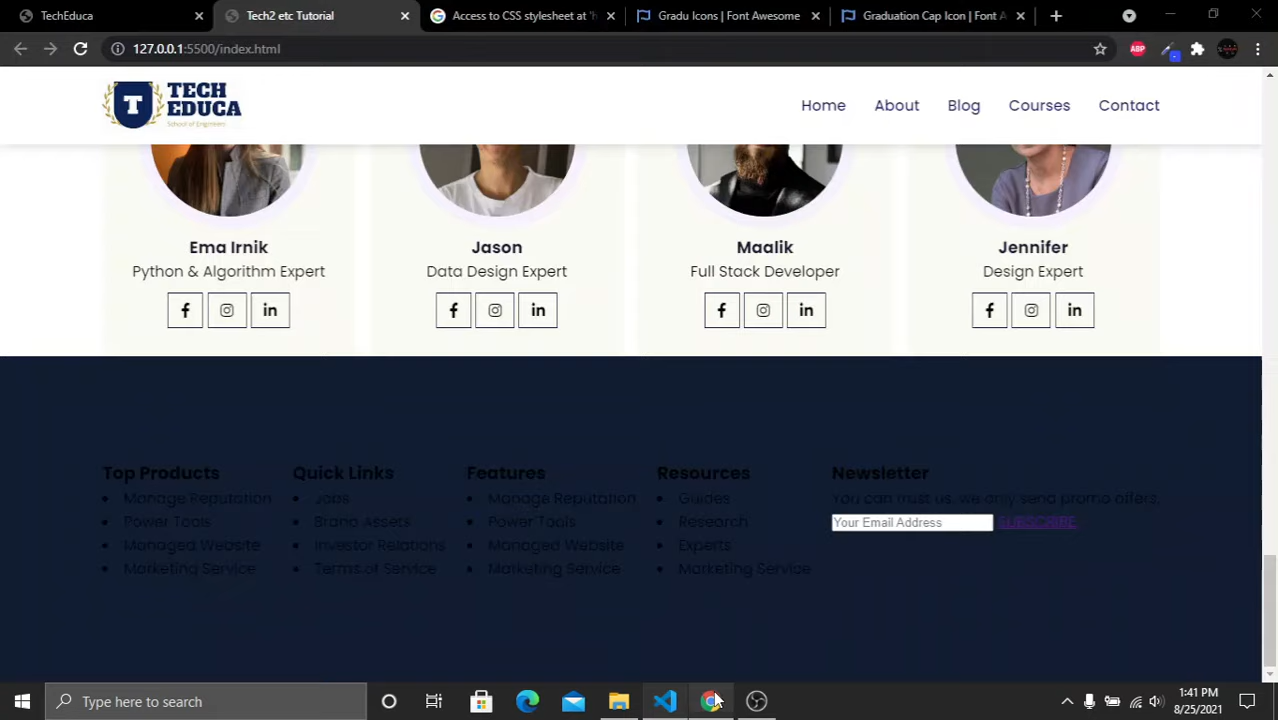 TechEduca
Tech2 etc Tutorial
Access to CSS stylesheet at 'h
Gradu Icons | Font Awesome
Graduation Cap Icon | Font A
127.0.0.1:5500/index.html
ABP
TECH
EDUCA
School of Engineers
T
Home About Blog Courses Contact
Ema Irnik
Python & Algorithm Expert
Jason
Data Design Expert
Maalik
Full Stack Developer
Jennifer
Design Expert
Top Products
Manage Reputation
Power Tools
Managed Website
Marketing Service
Quick Links
Jobs
Brand Assets
Investor Relations
Terms of Service
Features
Manage Reputation
Power Tools
Managed Website
Marketing Service
Resources
Guides
Research
Experts
Marketing Service
Newsletter
You can trust us, we only send promo offers.
Your Email Address SUBSCRIBE
Type here to search
1:41 PM
8/25/2021